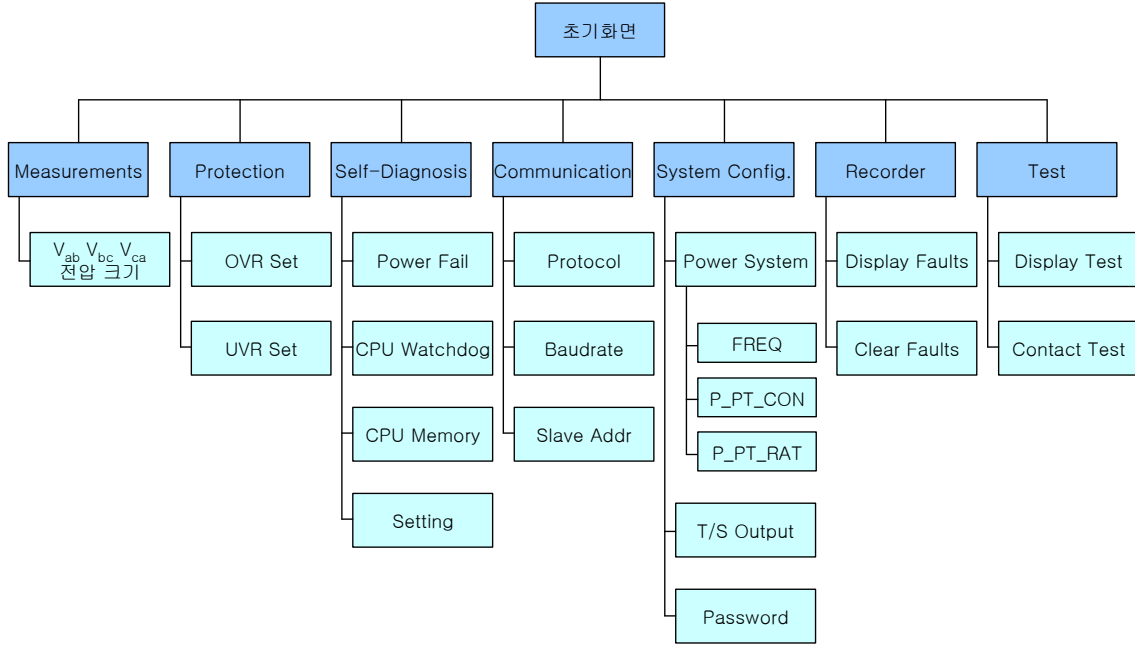 초기화면
Measurements
Protection
Self-Diagnosis
Communication
System Config.
Recorder
Test
Vab Vbc Vca
전압 크기
OVR Set
UVR Set
Power Fail
CPU Watchdog
CPU Memory
Setting
Protocol
Baudrate
Slave Addr
Power System
FREQ
P_PT_CON
P_PT_RAT
T/S Output
Password
Display Faults
Clear Faults
Display Test
Contact Test